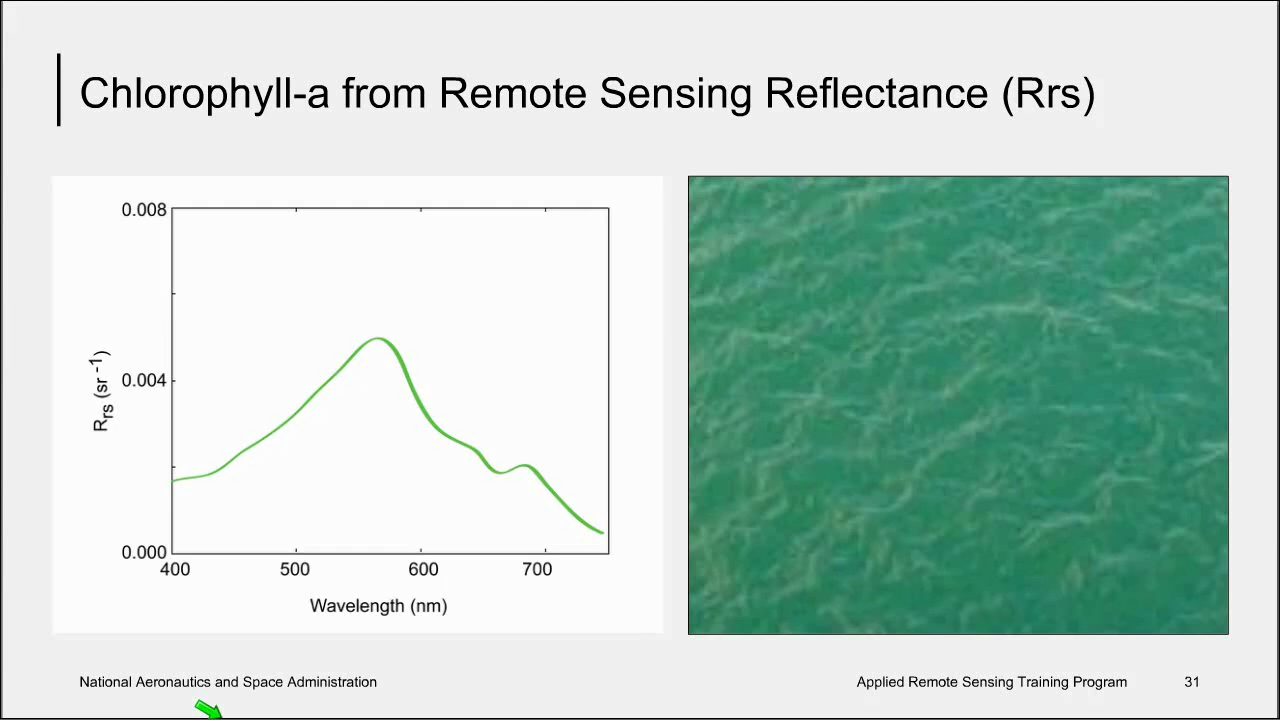 Chlorophyll-a from Remote Sensing Reflectance (Rrs)
0.008
0.004
0.000
Rrs (sr -1)
400 500 600 700
Wavelength (nm)
National Aeronautics and Space Administration
Applied Remote Sensing Training Program 31